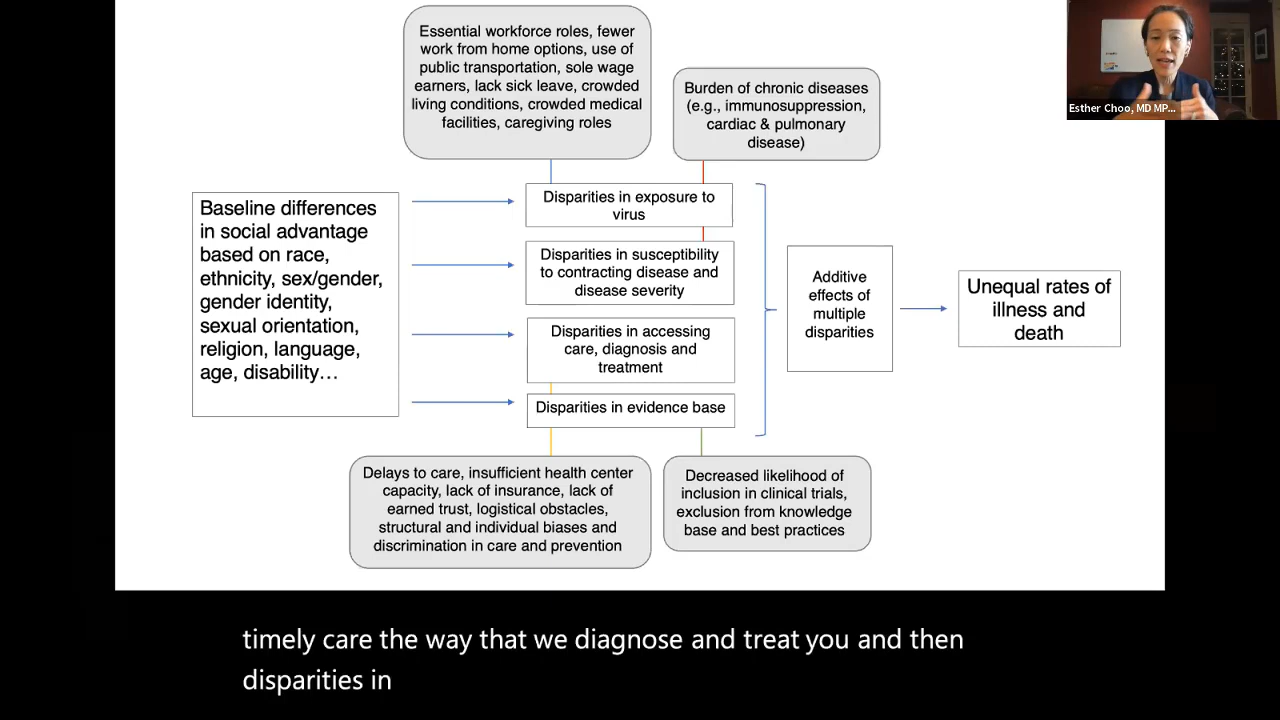 Essential workforce roles, fewer
work from home options, use of
public transportation, sole wage
earners, lack sick leave, crowded
living conditions, crowded medical
facilities, caregiving roles
Burden of chronic diseases
(e.g., immunosuppression,
cardiac & pulmonary
disease)
Esther Choo, MD MP...
Baseline differences
in social advantage
based on race,
ethnicity, sex/gender,
gender identity,
sexual orientation,
religion, language,
age, disability…
Disparities in exposure to
virus
Disparities in susceptibility
to contracting disease and
disease severity
Disparities in accessing
care, diagnosis and
treatment
Disparities in evidence base
Additive
effects of
multiple
disparities
Unequal rates of
illness and
death
Delays to care, insufficient health center
capacity, lack of insurance, lack of
earned trust, logistical obstacles,
structural and individual biases and
discrimination in care and prevention
Decreased likelihood of
inclusion in clinical trials,
exclusion from knowledge
base and best practices
timely care the way that we diagnose and treat you and then
disparities in